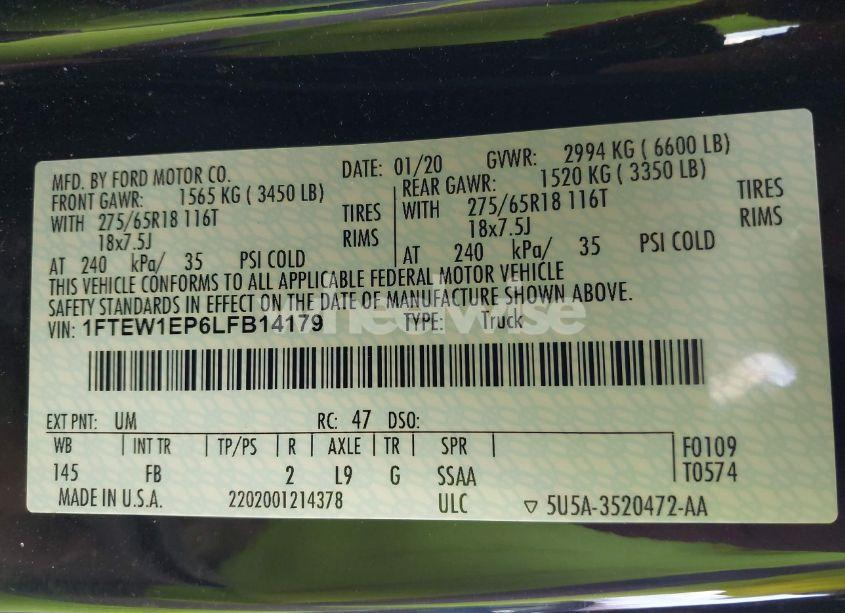 MFD. BY FORD MOTOR CO. DATE: 01/20 GVWR: 2994 KG ( 6600 LB)
FRONT GAWR: 1565 KG ( 3450 LB) REAR GAWR: 1520 KG ( 3350 LB)
WITH 275/65R18 116T TIRES WITH 275/65R18 116T TIRES
18x7.5J RIMS 18x7.5J RIMS
AT 240 kPa/ 35 PSI COLD AT 240 kPa/ 35 PSI COLD
THIS VEHICLE CONFORMS TO ALL APPLICABLE FEDERAL MOTOR VEHICLE
SAFETY STANDARDS IN EFFECT ON THE DATE OF MANUFACTURE SHOWN ABOVE.
VIN: 1FTEW1EP6LFB14179 TYPE: Truck
EXT PNT: UM RC: 47 DSO:
WB INT TR TP/PS R AXLE TR SPR F0109
145 FB 2 L9 G SSAA T0574
MADE IN U.S.A. 2202001214378 ULC ▽ 5U5A-3520472-AA